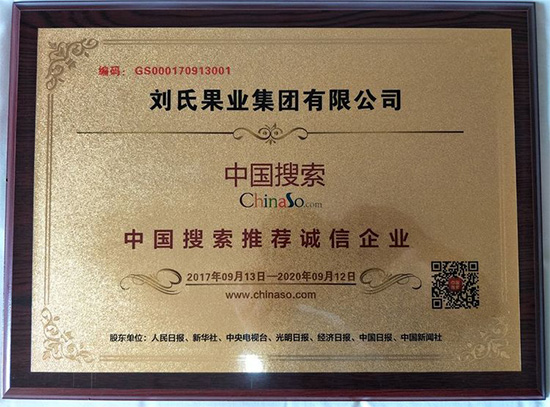 编码：GS000170913001
刘氏果业集团有限公司
中国搜索
ChinaSo.com
中国搜索推荐诚信企业
2017年09月13日—2020年09月12日
www.chinaso.com
股东单位：人民日报、新华社、中央电视台、光明日报、经济日报、中国日报、中国新闻社